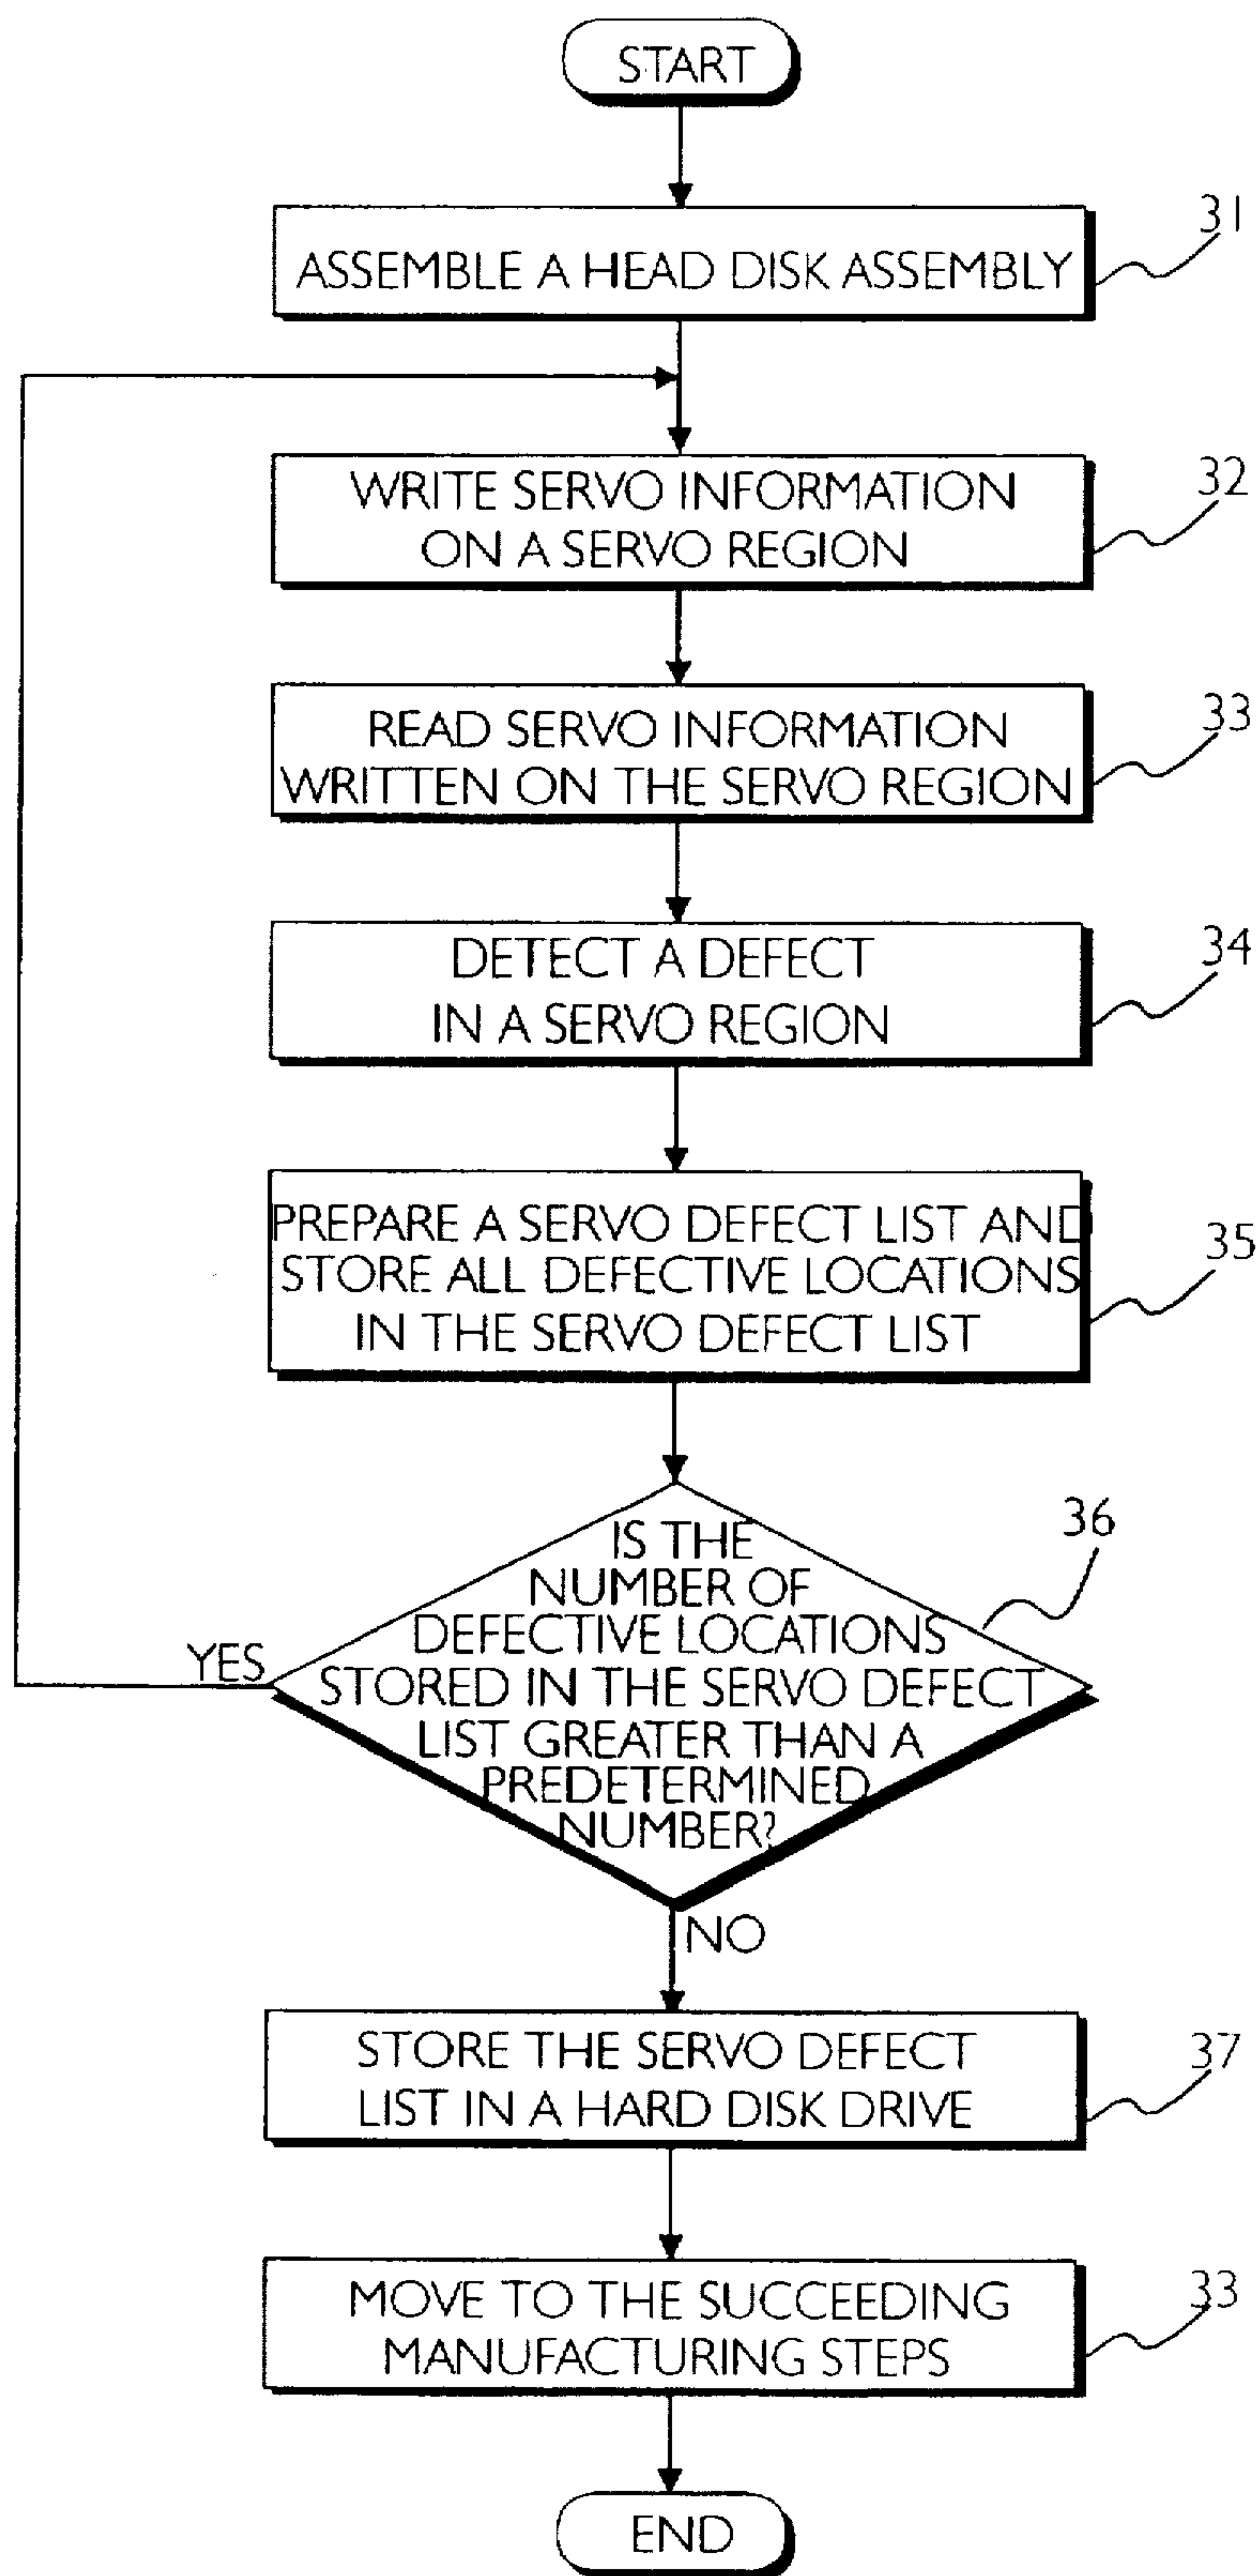 START
31
ASSEMBLE A HEAD DISK ASSEMBLY
WRITE SERVO INFORMATION
32
ON A SERVO REGION
READ SERVO INFORMATION
33
WRITTEN ON THE SERVO REGION
DETECT A DEFECT
34
IN A SERVO REGION
PREPARE A SERVO DEFECT LIST AND
35
STORE ALL DEFECTIVE LOCATIONS
IN THE SERVO DEFECT LIST
36
IS THE
NUMBER OF
DEFECTIVE LOCATIONS
YES
STORED IN THE SERVO DEFECT
LIST GREATER THAN A
PREDETERMINED
NUMBER?
NO
STORE THE SERVO DEFECT
37
LIST IN A HARD DISK DRIVE
MOVE TO THE SUCCEEDING
33
MANUFACTURING STEPS
END